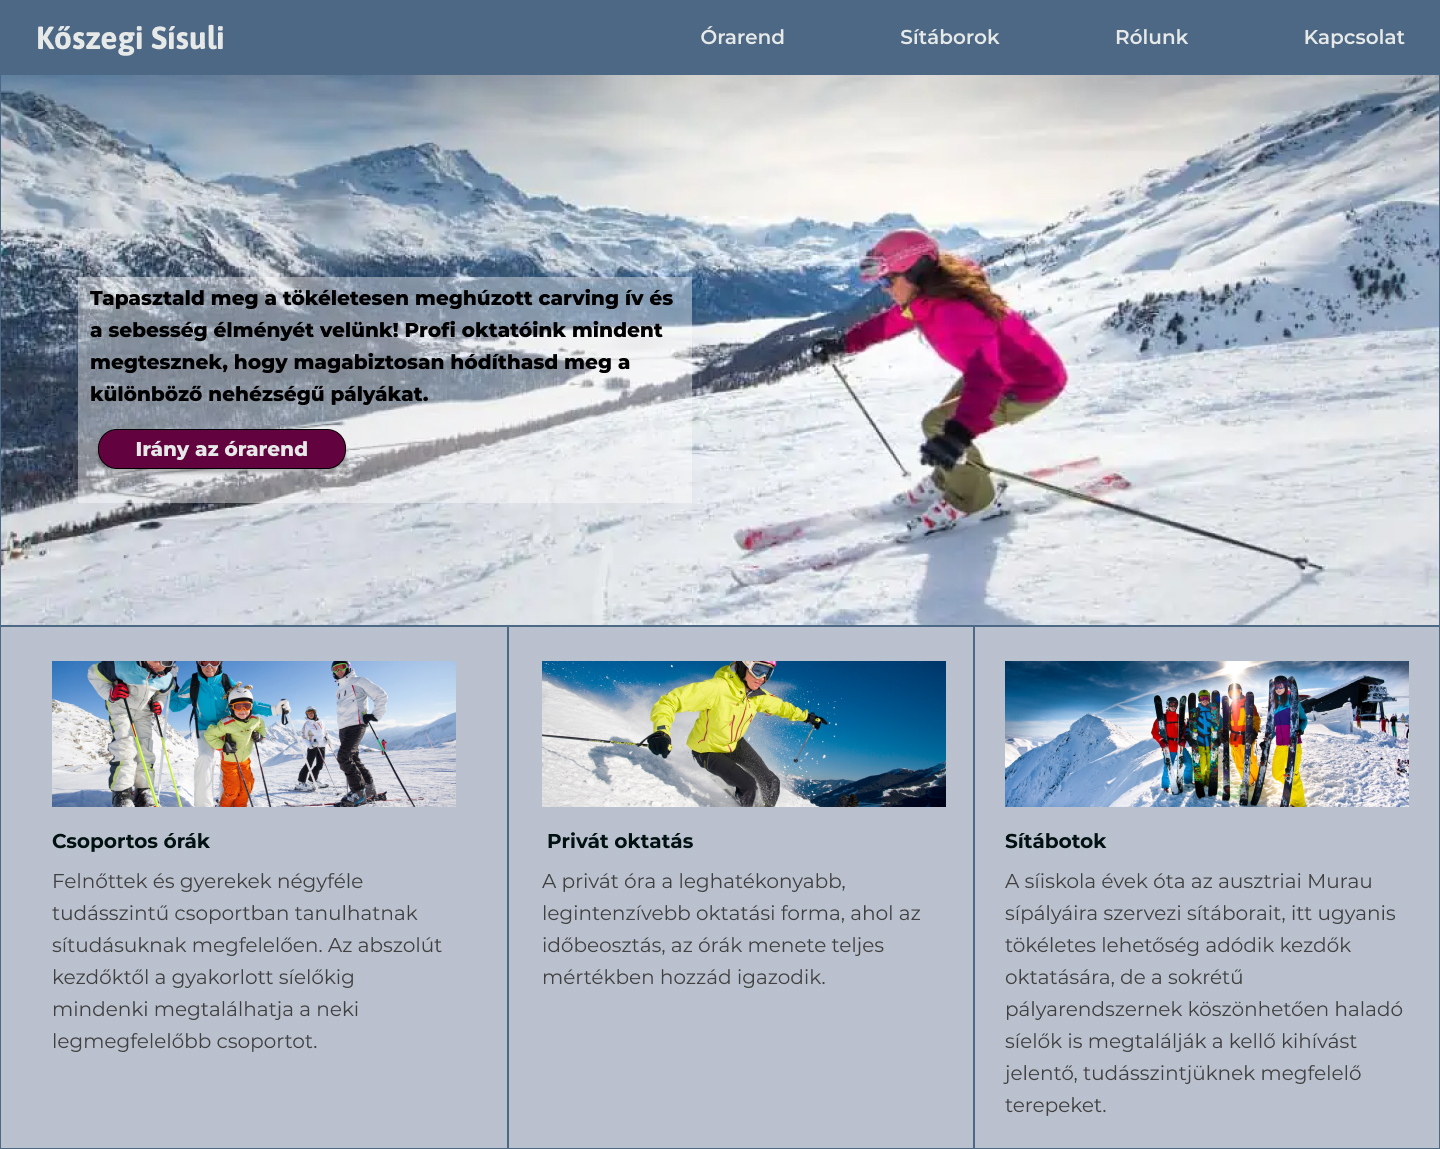 Kőszegi Sísuli
Órarend
Sítáborok
Rólunk
Kapcsolat
Tapasztald meg a tökéletesen meghúzott carving ív és
a sebesség élményét velünk! Profi oktatóink mindent
megtesznek, hogy magabiztosan hódíthasd meg a
különböző nehézségű pályákat.
Irány az órarend
Csoportos órák
Felnőttek és gyerekek négyféle
tudásszintű csoportban tanulhatnak
sítudásuknak megfelelően. Az abszolút
kezdőktől a gyakorlott síelőkig
mindenki megtalálhatja a neki
legmegfelelőbb csoportot.
Privát oktatás
A privát óra a leghatékonyabb,
legintenzívebb oktatási forma, ahol az
időbeosztás, az órák menete teljes
mértékben hozzád igazodik.
Sítábotok
A síiskola évek óta az ausztriai Murau
sípályáira szervezi sítáborait, itt ugyanis
tökéletes lehetőség adódik kezdők
oktatására, de a sokrétű
pályarendszernek köszönhetően haladó
síelők is megtalálják a kellő kihívást
jelentő, tudásszintjüknek megfelelő
terepeket.